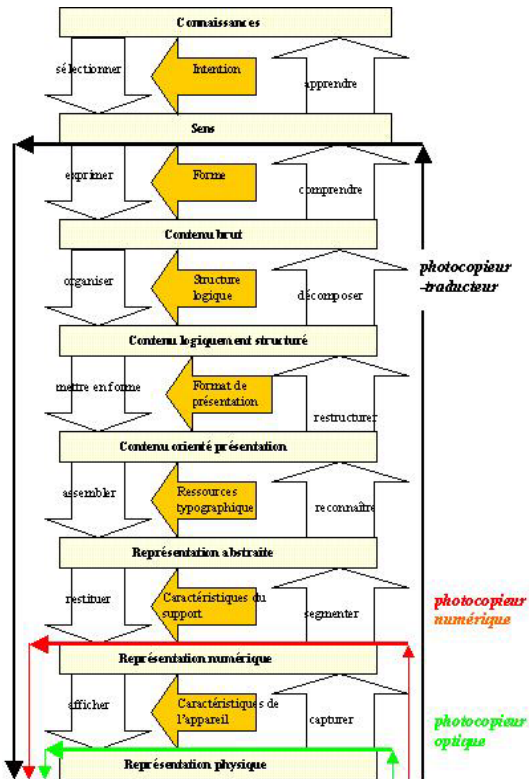 Connaissances
sélectionner
Intention
apprendre
Sens
exprimer
Forme
comprendre
Contenu brut
organiser
Structure
logique
décomposer
photocopieur
-traducteur
Contenu logiquement structuré
mettre en forme
Format de
présentation
restructurer
Contenu orienté présentation
assembler
Ressources
typographique
reconnaître
Représentation abstraite
restituer
Caractéristiques du
support
segmenter
photocopieur
numérique
Représentation numérique
afficher
Caractéristiques de
l'appareil
capturer
photocopieur
optique
Représentation physique